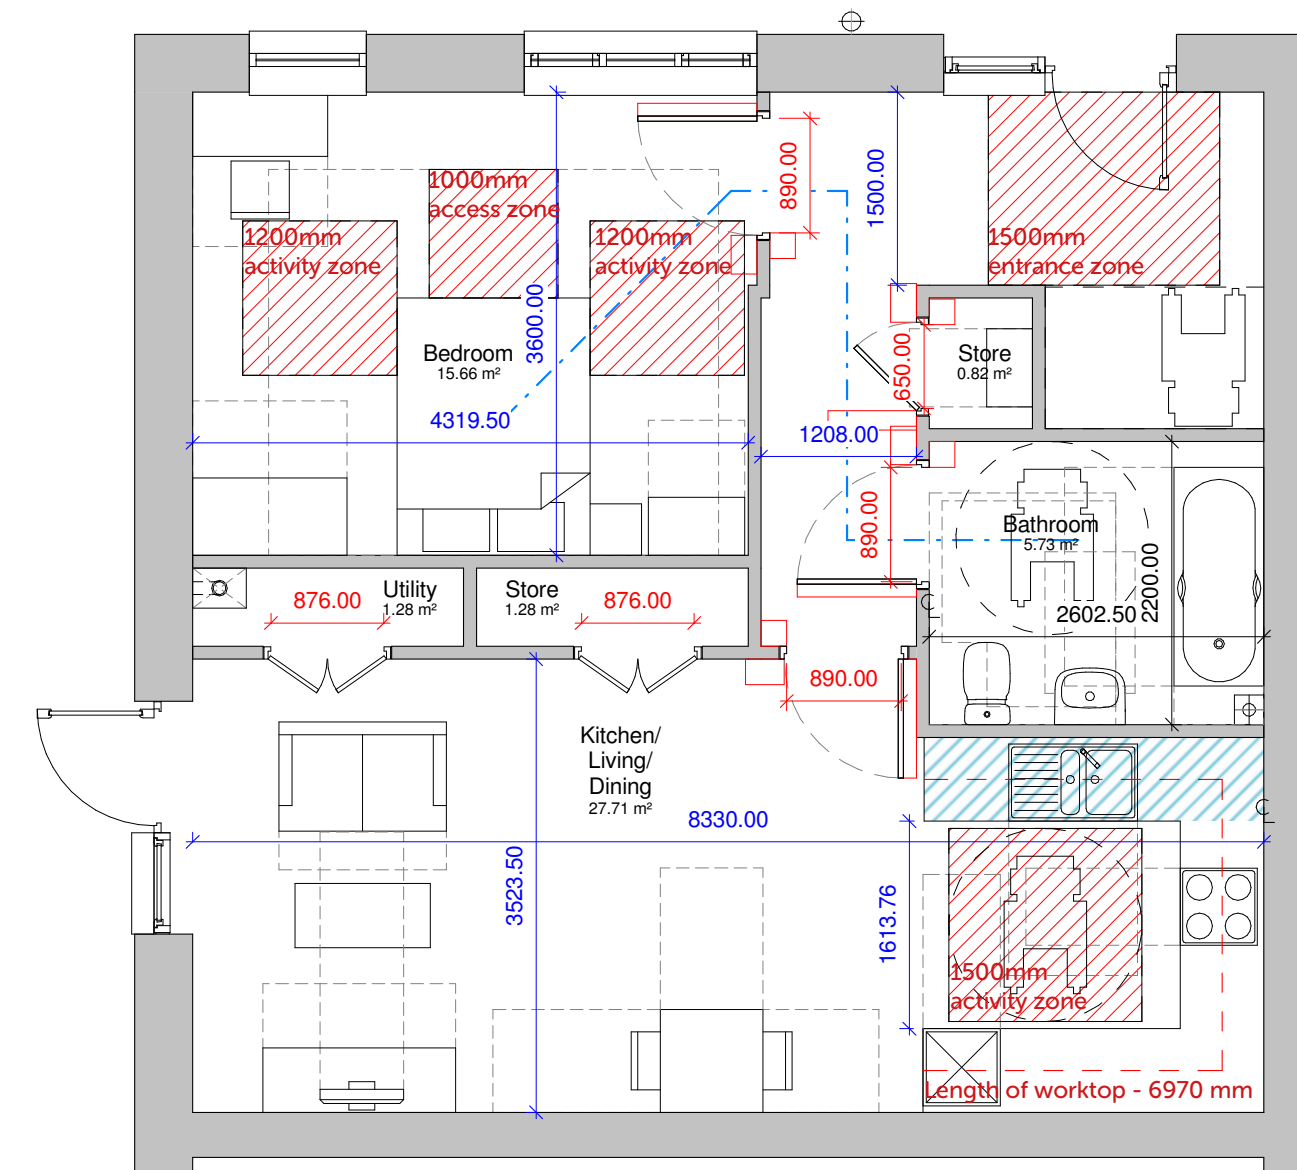 1000mm
access zone
1200mm
activity zone
1200mm
activity zone
890.00
1500.00
1500mm
entrance zone
3600.00
Bedroom
15.66 m²
4319.50
650.00
Store
0.82 m²
1208.00
890.00
Bathroom
5.73 m²
2602.50
2200.00
Utility
1.28 m²
876.00
Store
1.28 m²
876.00
890.00
Kitchen/
Living/
Dining
27.71 m²
8330.00
3523.50
1613.76
1500mm
activity zone
Length of worktop - 6970 mm